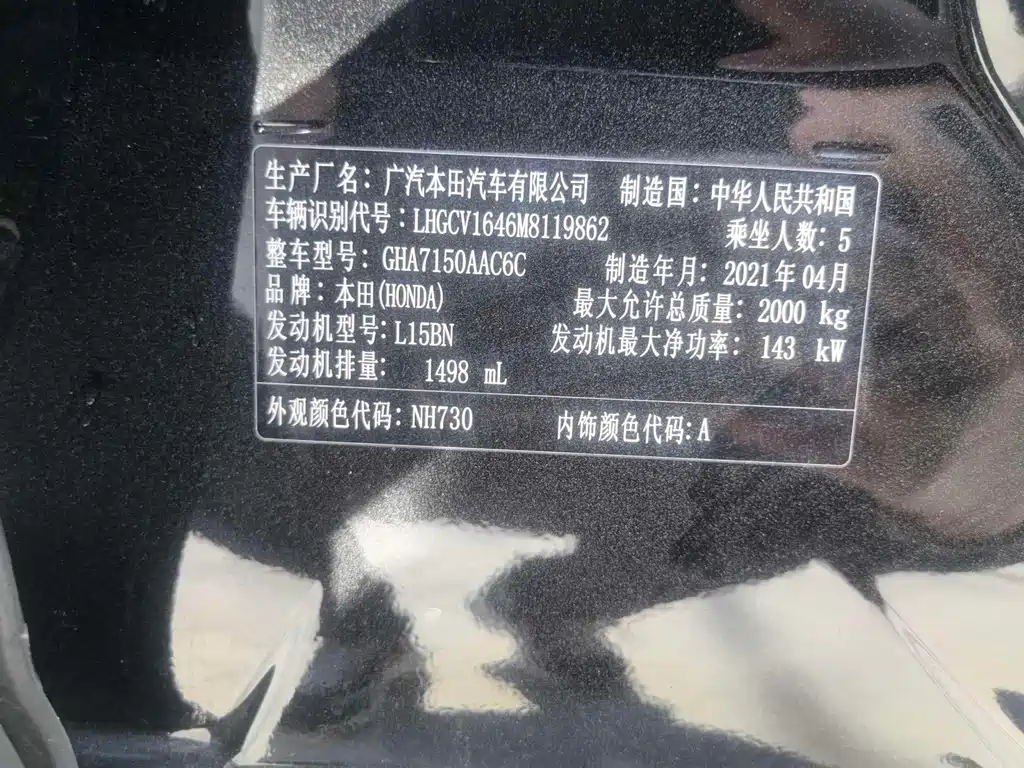 生产厂名：广汽本田汽车有限公司 制造国：中华人民共和国
车辆识别代号：LHGCV1646M8119862 乘坐人数：5
整车型号：GHA7150AAC6C 制造年月：2021年04月
品牌：本田(HONDA) 最大允许总质量：2000 kg
发动机型号：L15BN 发动机最大净功率：143 kW
发动机排量： 1498 mL
外观颜色代码：NH730 内饰颜色代码：A